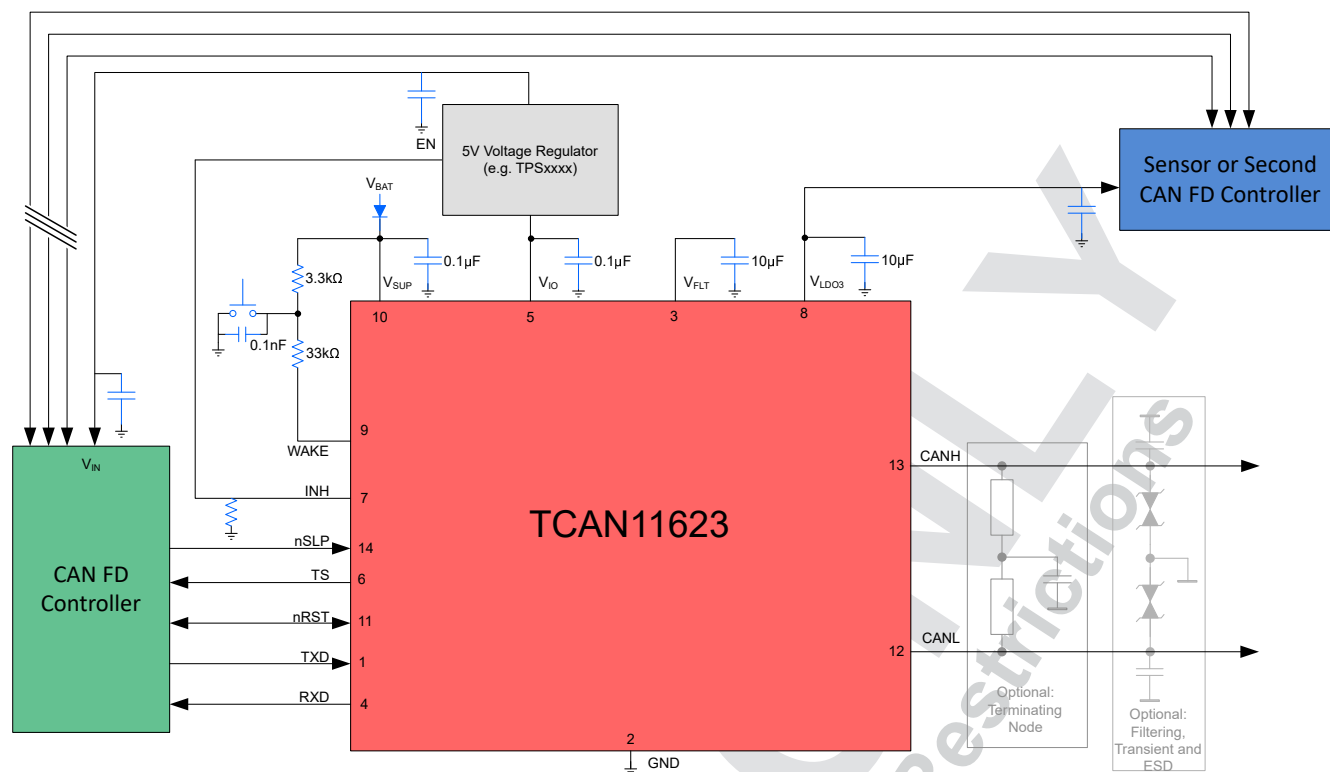 EN
5V Voltage Regulator
(e.g. TPSxxxx)
Sensor or Second
CAN FD Controller
VBAT
0.1µF
0.1µF
10µF
10µF
3.3kΩ
VSUP
VIO
VFLT
VLDO3
10
5
3
8
0.1nF
33kΩ
WAKE
9
VIN
INH
7
CANH
13
TCAN11623
nSLP
14
CAN FD
Controller
TS
6
nRST
11
TXD
1
RXD
4
CANL
12
2
GND
Optional:
Terminating
Node
Optional:
Filtering,
Transient and
ESD
NLY
Restrictions